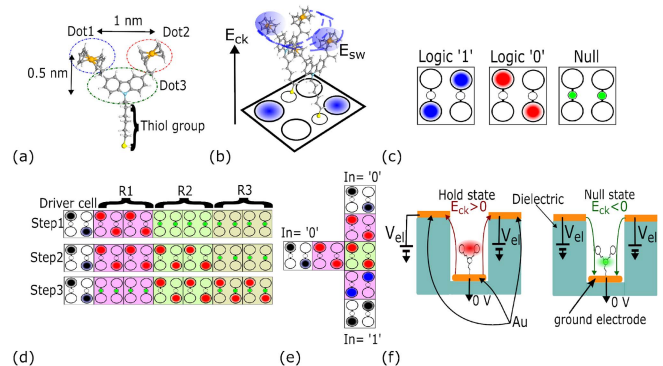 1 nm
Dot1
Dot2
0.5 nm
Dot3
Thiol group
(a)
E_ck
E_sw
(b)
Logic '1'
Logic '0'
Null
(c)
Driver cell
R1
R2
R3
Step1
Step2
Step3
(d)
In= '0'
In= '0'
In= '1'
(e)
Hold state
E_ck>0
Dielectric
Null state
E_ck<0
V_el
V_el
V_el
V_el
0 V
0 V
Au
ground electrode
(f)